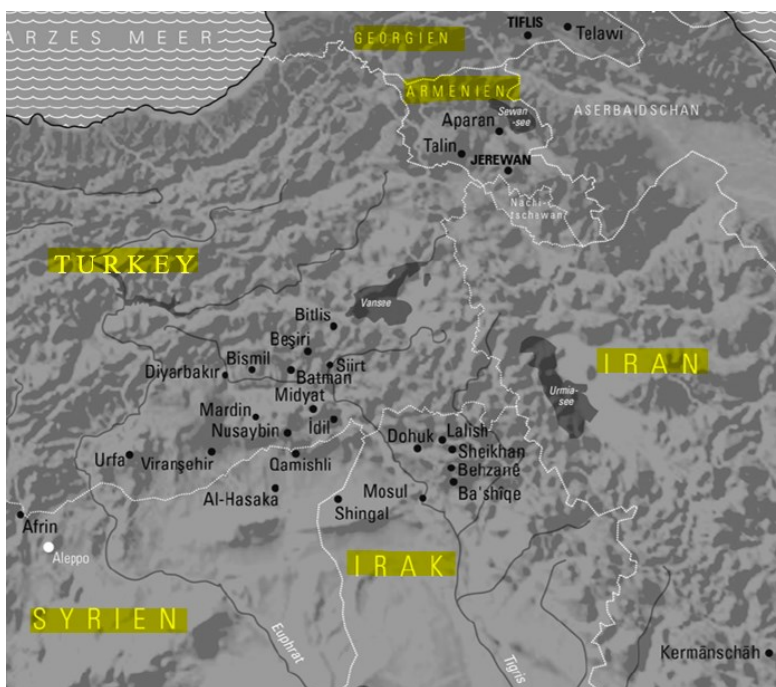 ARZES MEER
GEORGIEN
TIFLIS
Telawi
ARMENIEN
Sewan
-see
ASERBAIDSCHAN
Aparan
Talin
JEREWAN
Nachi-
tschewan
TURKEY
Vansee
Bitlis
Beşiri
Bismil
Siirt
Diyarbakır
Batman
IRAN
Midyat
Urmia-
see
Mardin
İdil
Nusaybin
Dohuk
Lalish
Sheikhan
Urfa
Viranşehir
Qamishli
Behzanê
Al-Hasaka
Mosul
Ba'shîqe
Shingal
Afrin
Aleppo
IRAK
SYRIEN
Euphrat
Tigris
Kermānschāh